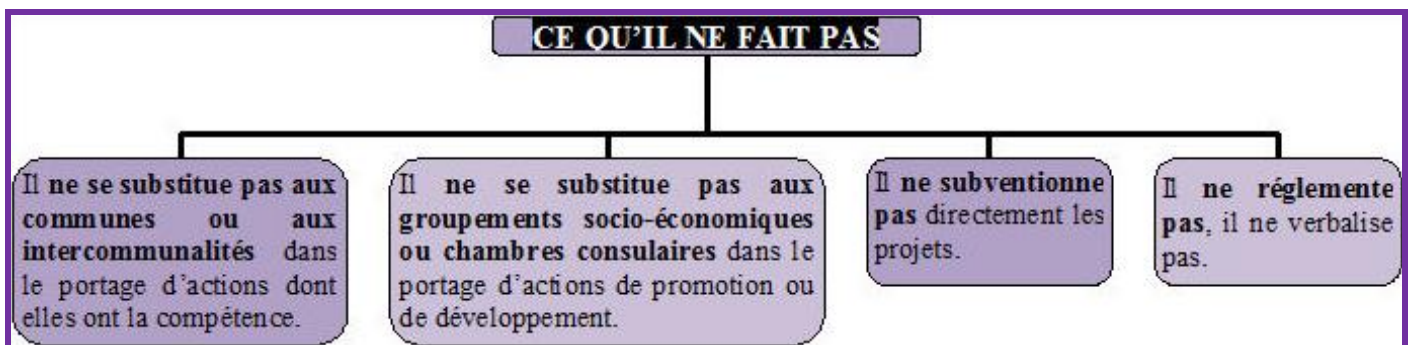 CE QU'IL NE FAIT PAS
Il ne se substitue pas aux
communes ou aux
intercommunalités dans
le portage d'actions dont
elles ont la compétence.
Il ne se substitue pas aux
groupements socio-économiques
ou chambres consulaires dans le
portage d'actions de promotion ou
de développement.
Il ne subventionne
pas directement les
projets.
Il ne réglemente
pas, il ne verbalise
pas.